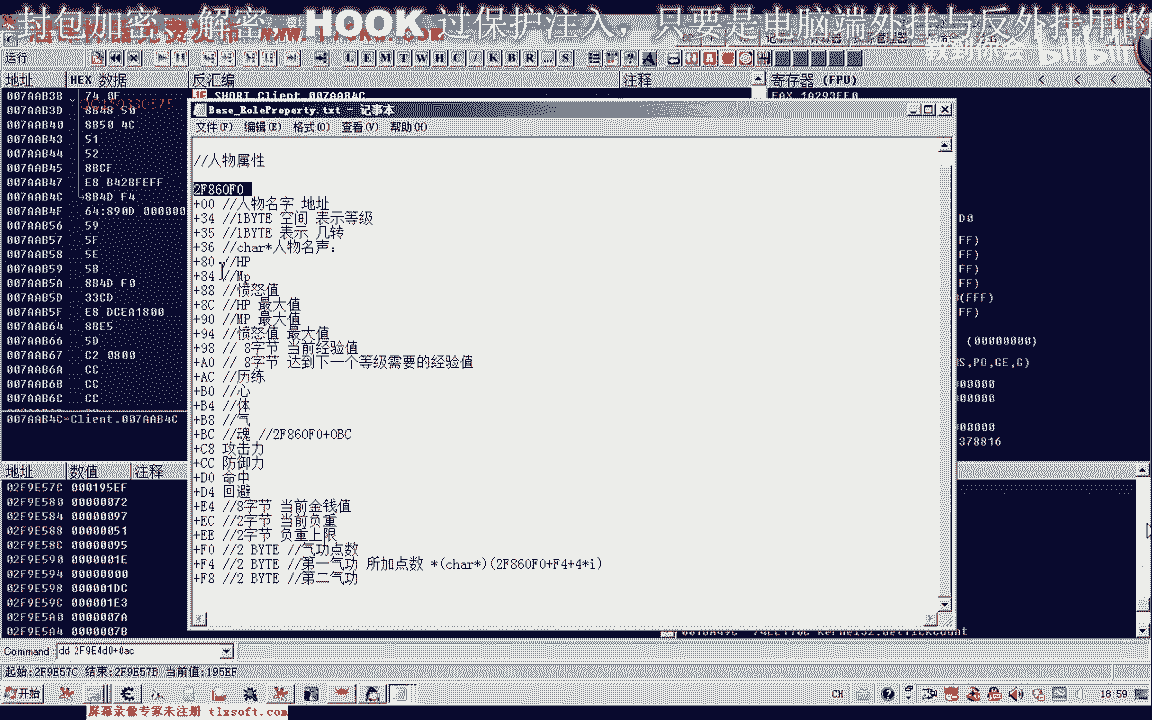 封包加密、解密，HOOK 过保护注入，只要是电脑端外挂与反外挂用的
运行
L E M T W H C / K B R ... S
地址 HEX 数据 反汇编 注释 寄存器 (FPU) < < <
SHORT Client.007AAB4C
EAX 1A293FE0
007AAB3B 74 0F
007AAB3D 8B48 50
007AAB40 8B50 4C
007AAB43 51
007AAB44 52
007AAB45 8BCF
007AAB47 E8 B42BFEFF
007AAB4C 8B4D F4
007AAB4F 64:890D 000000
007AAB56 59
007AAB57 5F
007AAB58 5E
007AAB59 5B
007AAB5A 8B4D F0
007AAB5D 33CD
007AAB5F E8 DCEA1800
007AAB64 8BE5
007AAB66 5D
007AAB67 C2 0800
007AAB6A CC
007AAB6B CC
007AAB6C CC
007AAB4C=Client.007AAB4C
Base_RoleProperty.txt - 记事本
文件(F) 编辑(E) 格式(O) 查看(V) 帮助(H)
//人物属性
2F860F0
+00 //人物名字 地址
+34 //1BYTE 空间 表示等级
+35 //1BYTE 表示 几转
+36 //char*人物名声:
+80 //HP
+84 //Mp
+88 //愤怒值
+8C //HP 最大值
+90 //MP 最大值
+94 //愤怒值 最大值
+98 // 8字节 当前经验值
+A0 // 8字节 达到下一个等级需要的经验值
+AC //历练
+B0 //心
+B4 //体
+B8 //气
+BC //魂 //2F860F0+0BC
+C8 攻击力
+CC 防御力
+D0 命中
+D4 回避
+E4 //8字节 当前金钱值
+EC //2字节 当前负重
+EE //2字节 负重上限
+F0 //2 BYTE //气功点数
+F4 //2 BYTE //第一气功 所加点数 *(char*)(2F860F0+F4+4*i)
+F8 //2 BYTE //第二气功
D0
FF)
FF)
FF)
FF)
(FFF)
FF)
(00000000)
S,PO,GE,G)
378816
地址 数值 注释
02F9E57C 000195EF
02F9E580 00000072
02F9E584 00000097
02F9E588 00000051
02F9E58C 00000095
02F9E590 0000001E
02F9E594 00000000
02F9E598 000001DC
02F9E59C 000001E3
02F9E5A0 0000007A
02F9E5A4 0000007B
kernel32.GetTickCount
Command: dd 2F9E4d0+0ac
起始:2F9E57C 结束:2F9E57B 当前值:195EF
开始
CH
18:59
屏幕录像专家未注册 tlxsoft.com